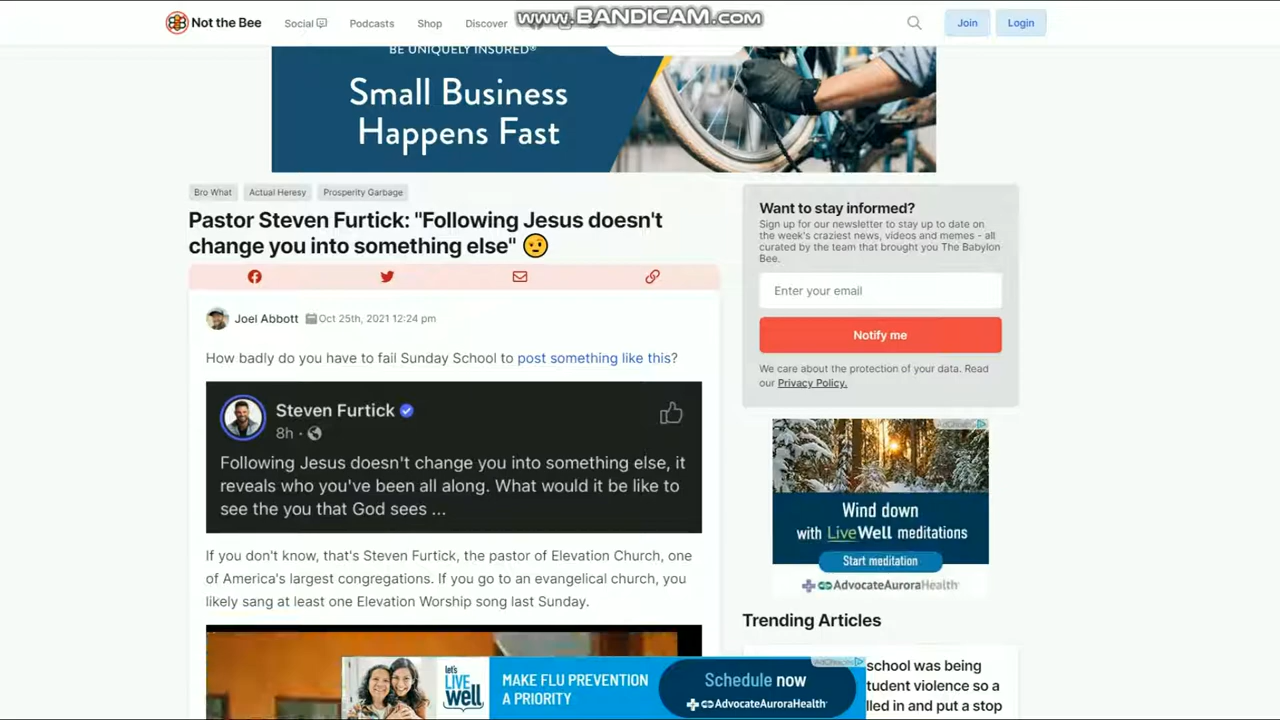 Not the Bee
Social
Podcasts
Shop
Discover
www.BANDICAM.com
Join
Login
BE UNIQUELY INSURED®
Small Business
Happens Fast
Bro What
Actual Heresy
Prosperity Garbage
Pastor Steven Furtick: "Following Jesus doesn't
change you into something else" 🤨
Joel Abbott
Oct 25th, 2021 12:24 pm
How badly do you have to fail Sunday School to post something like this?
Steven Furtick
8h ·
Following Jesus doesn't change you into something else, it
reveals who you've been all along. What would it be like to
see the you that God sees ...
If you don't know, that's Steven Furtick, the pastor of Elevation Church, one
of America's largest congregations. If you go to an evangelical church, you
likely sang at least one Elevation Worship song last Sunday.
Want to stay informed?
Sign up for our newsletter to stay up to date on
the week's craziest news, videos and memes - all
curated by the team that brought you The Babylon
Bee.
Enter your email
Notify me
We care about the protection of your data. Read
our Privacy Policy.
AdChoices
Wind down
with LiveWell meditations
Start meditation
AdvocateAuroraHealth
Trending Articles
school was being
tudent violence so a
lled in and put a stop
let's
LIVE
well
MAKE FLU PREVENTION
A PRIORITY
Schedule now
AdvocateAuroraHealth
AdChoices